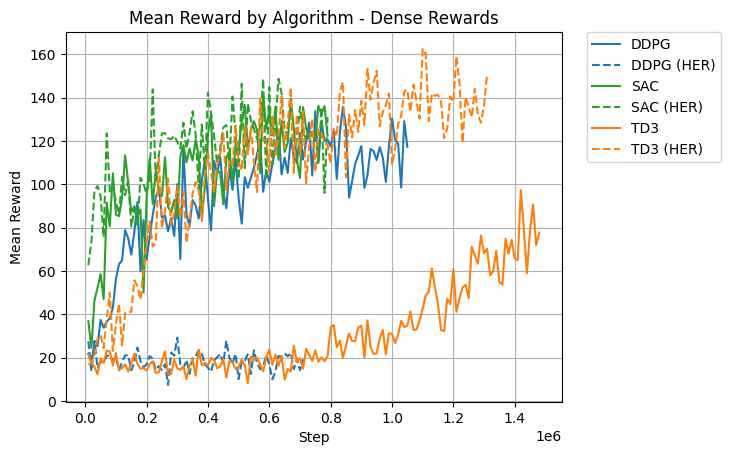 Mean Reward by Algorithm - Dense Rewards
Mean Reward
160
140
120
100
80
60
40
20
0
0.0
0.2
0.4
0.6
0.8
1.0
1.2
1.4
1e6
Step
DDPG
DDPG (HER)
SAC
SAC (HER)
TD3
TD3 (HER)